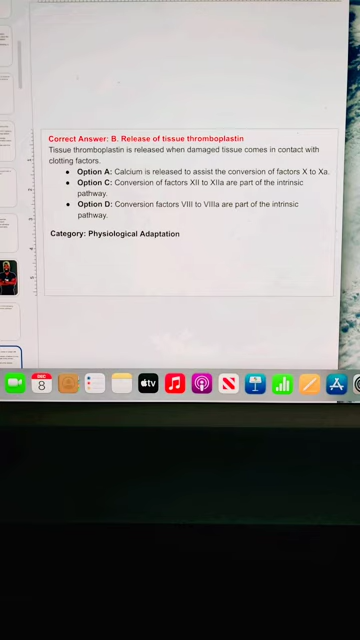 Correct Answer: B. Release of tissue thromboplastin
Tissue thromboplastin is released when damaged tissue comes in contact with
clotting factors.
• Option A: Calcium is released to assist the conversion of factors X to Xa.
• Option C: Conversion of factors XII to XIIa are part of the intrinsic
pathway.
• Option D: Conversion factors VIII to VIIIa are part of the intrinsic
pathway.
Category: Physiological Adaptation
DEC
8
tv